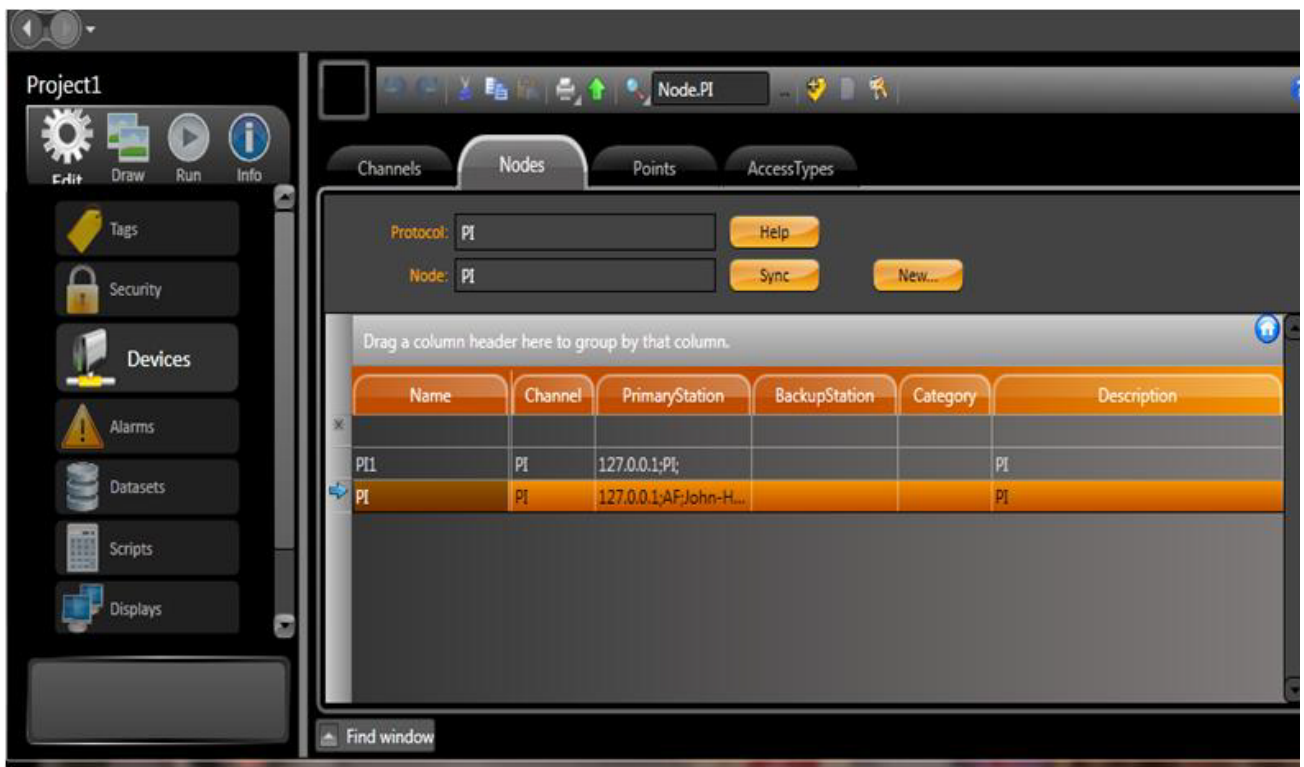 Project1
Edit Draw Run Info
Tags
Security
Devices
Alarms
Datasets
Scripts
Displays
Node.PI ...
Channels Nodes Points AccessTypes
Protocol: PI Help
Node: PI Sync New...
Drag a column header here to group by that column.
Name Channel PrimaryStation BackupStation Category Description
PI1 PI 127.0.0.1;PI; PI
PI PI 127.0.0.1;AF;John-H... PI
Find window